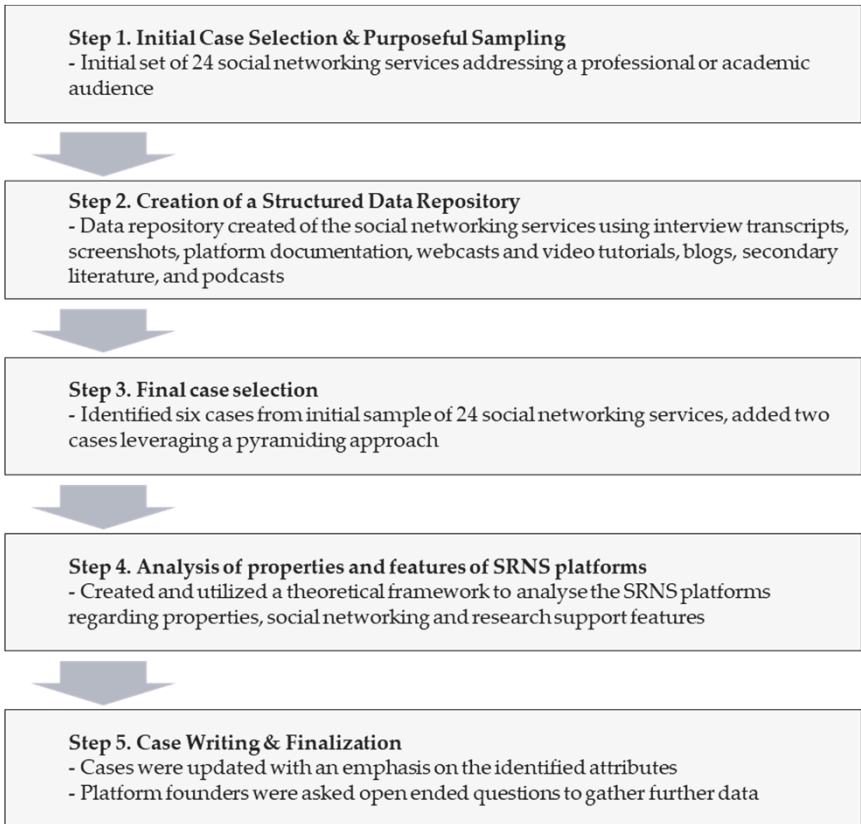 Step 1. Initial Case Selection & Purposeful Sampling
- Initial set of 24 social networking services addressing a professional or academic
audience
Step 2. Creation of a Structured Data Repository
- Data repository created of the social networking services using interview transcripts,
screenshots, platform documentation, webcasts and video tutorials, blogs, secondary
literature, and podcasts
Step 3. Final case selection
- Identified six cases from initial sample of 24 social networking services, added two
cases leveraging a pyramiding approach
Step 4. Analysis of properties and features of SRNS platforms
- Created and utilized a theoretical framework to analyse the SRNS platforms
regarding properties, social networking and research support features
Step 5. Case Writing & Finalization
- Cases were updated with an emphasis on the identified attributes
- Platform founders were asked open ended questions to gather further data